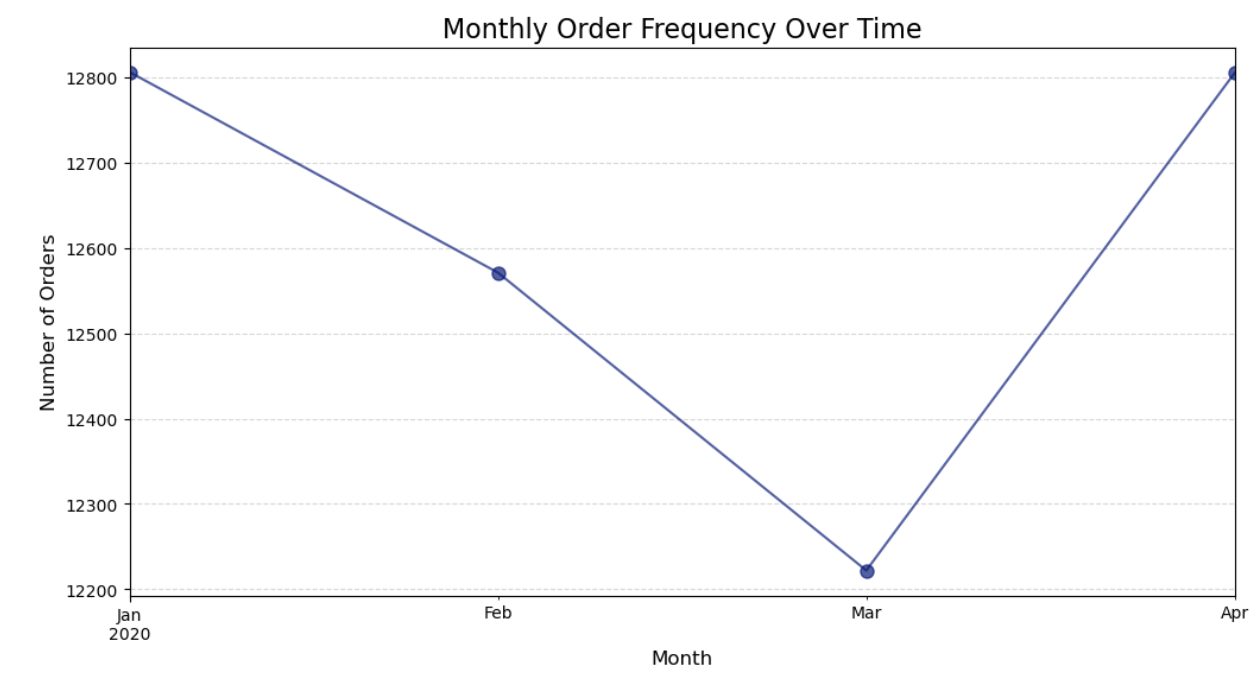 Monthly Order Frequency Over Time
12800
12700
12600
12500
12400
12300
12200
Number of Orders
Jan
2020
Feb
Mar
Apr
Month